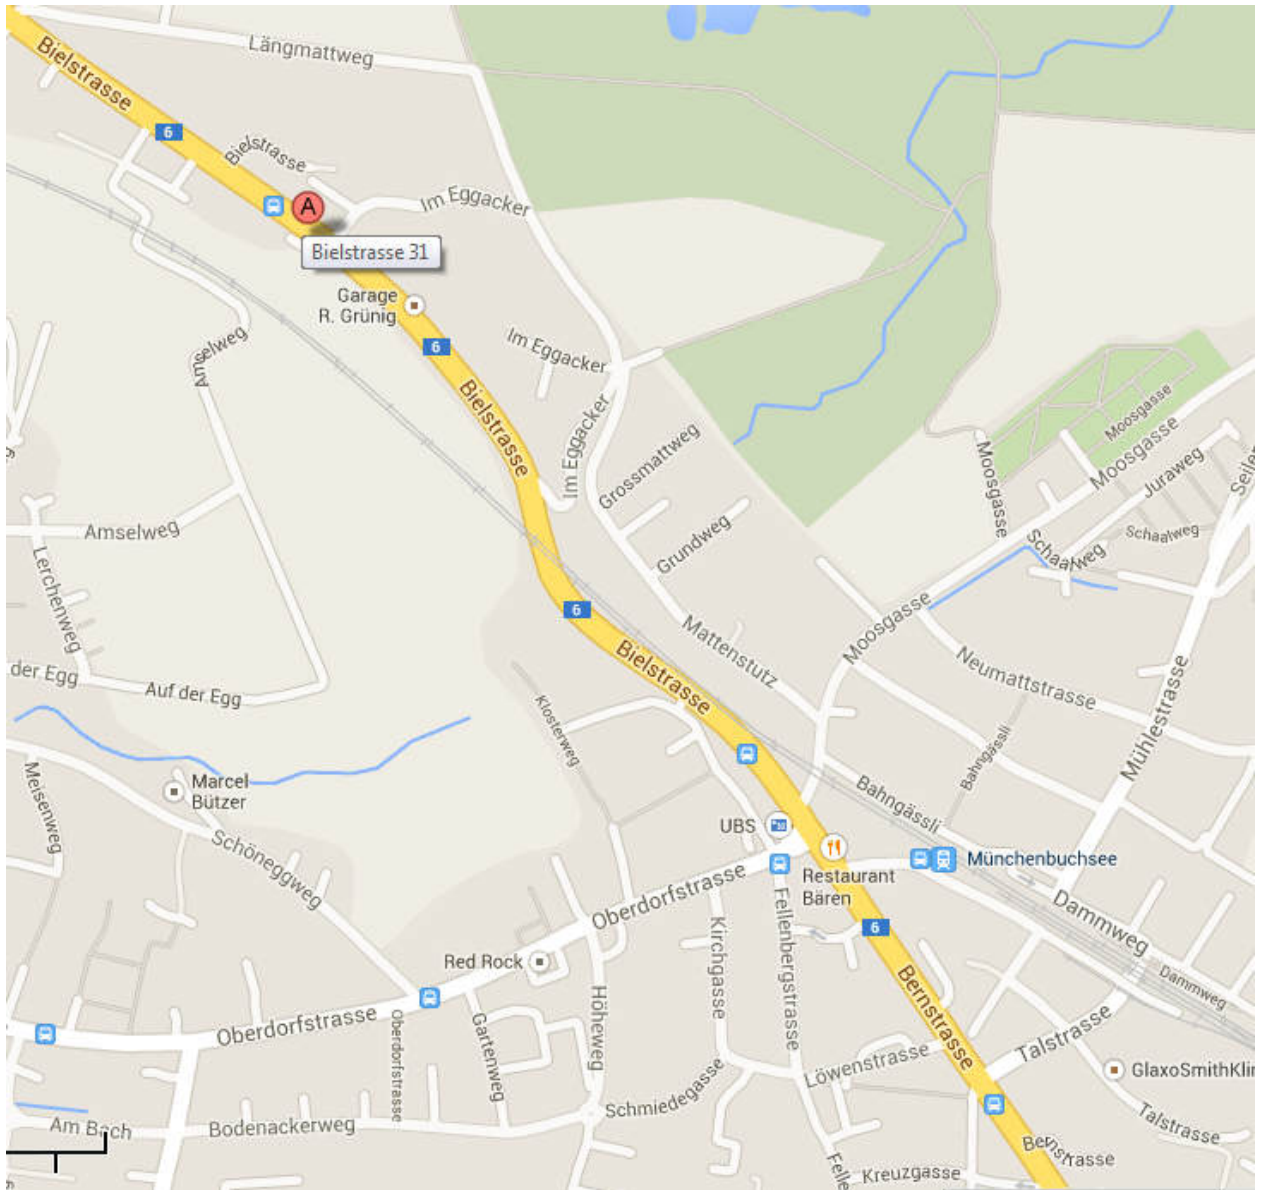 Längmattweg
Bielstrasse
6
Bielstrasse
Im Eggacker
A
Bielstrasse 31
Garage
R. Grünig
6
Amselweg
Im Eggacker
Bielstrasse
Im Eggacker
Grossmattweg
Moosgasse
Moosgasse
Moosgasse
Juraweg
Schaalweg
Schaalweg
Amselweg
Grundweg
Lerchenweg
6
Moosgasse
Mattenstutz
Bielstrasse
Neumattstrasse
Mühlestrasse
der Egg
Auf der Egg
Klosterweg
Bahngässli
Meisenweg
Marcel
Bützer
Bahngässli
UBS
Schöneggweg
Münchenbuchsee
Restaurant
Bären
Oberdorfstrasse
Fellenbergstrasse
Kirchgasse
6
Dammweg
Dammweg
Red Rock
Bernstrasse
Höheweg
Oberdorfstrasse
Oberdorfstrasse
Gartenweg
Talstrasse
Löwenstrasse
GlaxoSmithKli
Schmiedegasse
Talstrasse
Am Bach
Bodenackerweg
Bernstrasse
Kreuzgasse
Felle